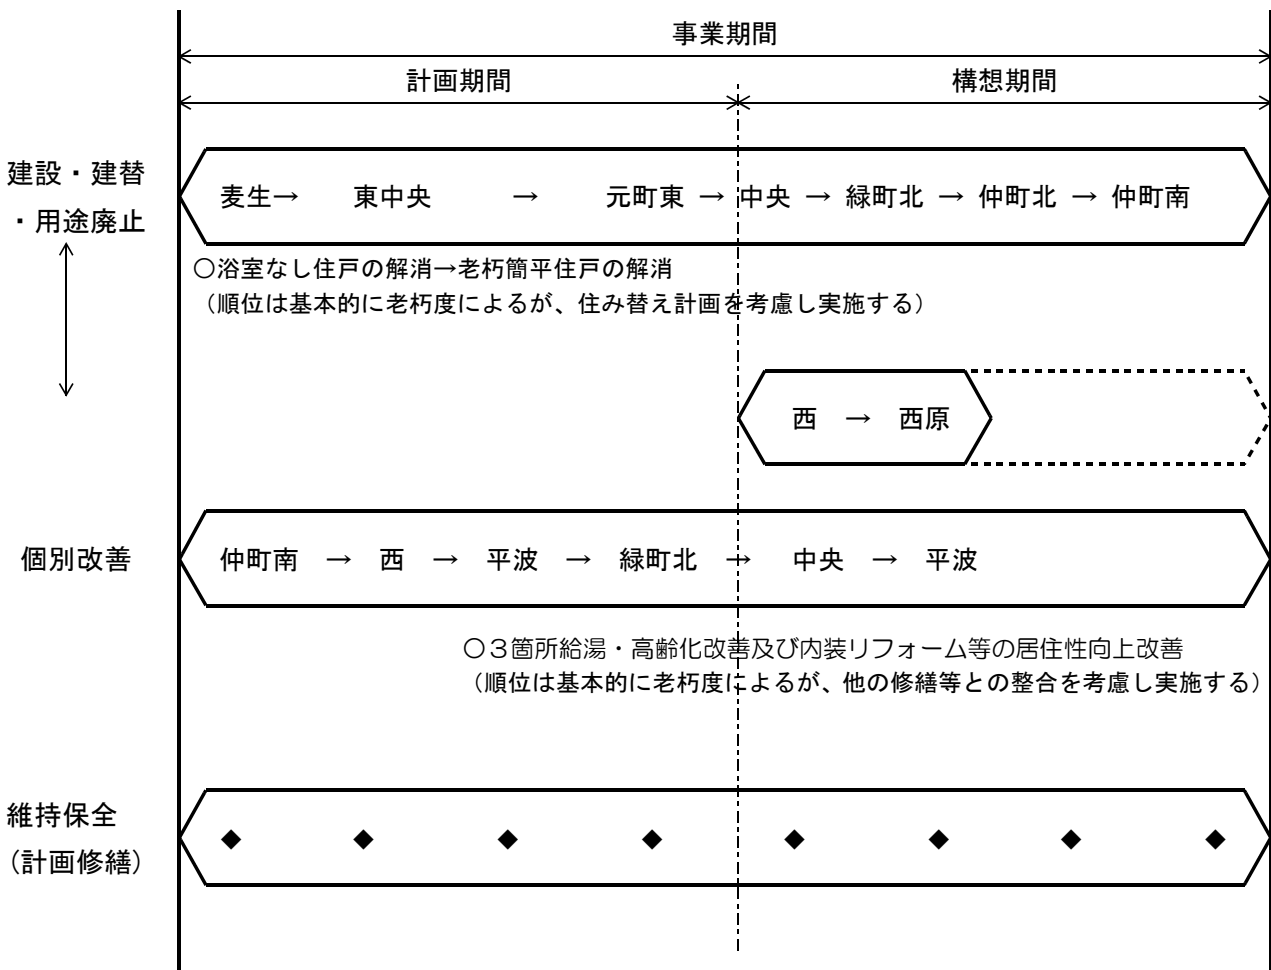 事業期間
計画期間
構想期間
建設・建替
・用途廃止
麦生→ 東中央 → 元町東 → 中央 → 緑町北 → 仲町北 → 仲町南
○浴室なし住戸の解消→老朽簡平住戸の解消
（順位は基本的に老朽度によるが、住み替え計画を考慮し実施する）
西 → 西原
個別改善
仲町南 → 西 → 平波 → 緑町北 → 中央 → 平波
○３箇所給湯・高齢化改善及び内装リフォーム等の居住性向上改善
（順位は基本的に老朽度によるが、他の修繕等との整合を考慮し実施する）
維持保全
（計画修繕）
◆ ◆ ◆ ◆ ◆ ◆ ◆ ◆